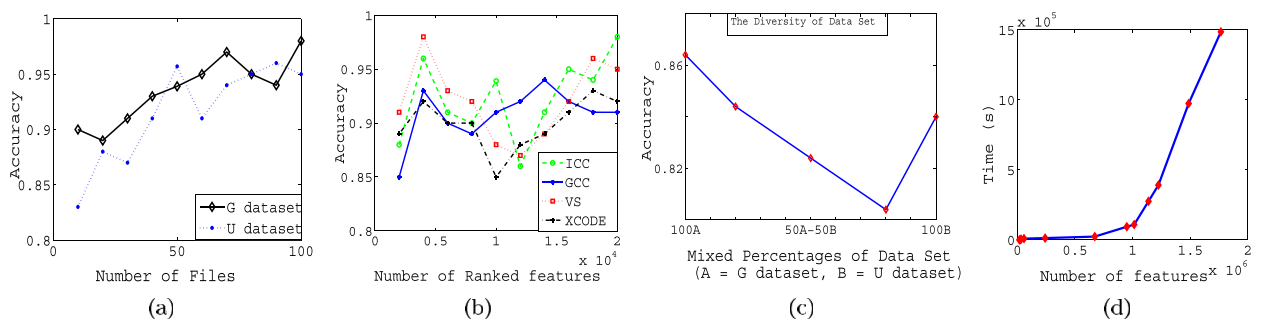 1
0.95
0.9
0.85
0.8
Accuracy
0 50 100
Number of Files
G dataset
U dataset
(a)
1
0.95
0.9
0.85
0.8
Accuracy
0 0.5 1 1.5 2
x 10^4
Number of Ranked features
ICC
GCC
VS
XCODE
(b)
The Diversity of Data Set
0.86
0.82
Accuracy
100A 50A-50B 100B
Mixed Percentages of Data Set
(A = G dataset, B = U dataset)
(c)
x 10^5
15
10
5
0
Time (s)
0 0.5 1 1.5 2
Number of features
x 10^6
(d)